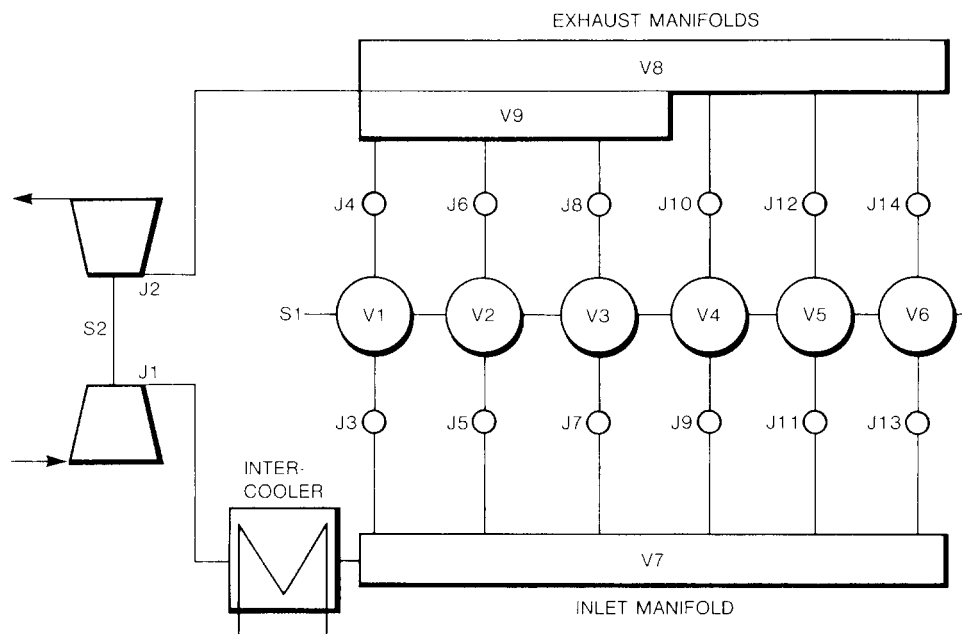 EXHAUST MANIFOLDS
V8
V9
J4
J6
J8
J10
J12
J14
J2
S1
V1
V2
V3
V4
V5
V6
S2
J1
J3
J5
J7
J9
J11
J13
INTER-
COOLER
V7
INLET MANIFOLD